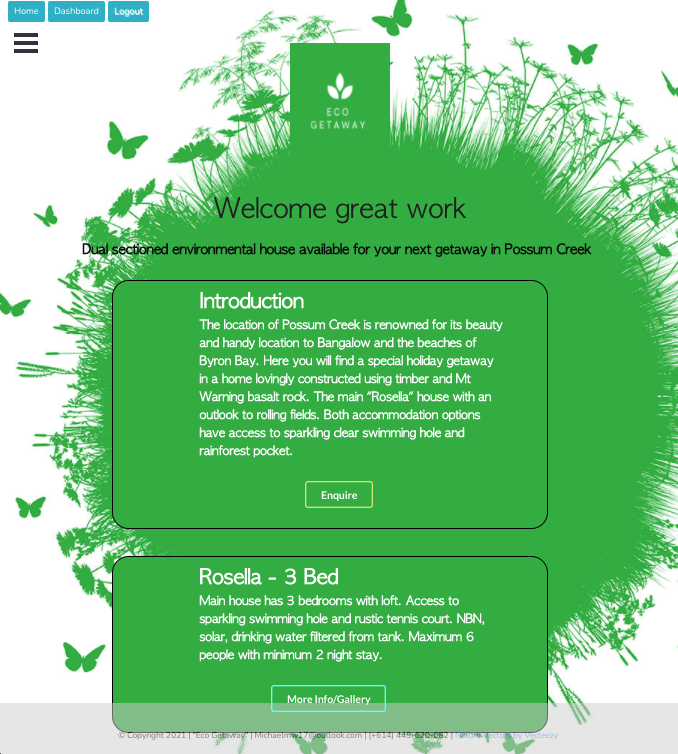 Home Dashboard Logout
ECO
GETAWAY
Welcome great work
Dual sectioned environmental house available for your next getaway in Possum Creek
Introduction
The location of Possum Creek is renowned for its beauty
and handy location to Bangalow and the beaches of
Byron Bay. Here you will find a special holiday getaway
in a home lovingly constructed using timber and Mt
Warning basalt rock. The main "Rosella" house with an
outlook to rolling fields. Both accommodation options
have access to sparkling clear swimming hole and
rainforest pocket.
Enquire
Rosella - 3 Bed
Main house has 3 bedrooms with loft. Access to
sparkling swimming hole and rustic tennis court. NBN,
solar, drinking water filtered from tank. Maximum 6
people with minimum 2 night stay.
More Info/Gallery
© Copyright 2021 | "Eco Getaway" | Michaelmw17@outlook.com | (+614) 449-620-082 | Nature Vectors by Vecteezy